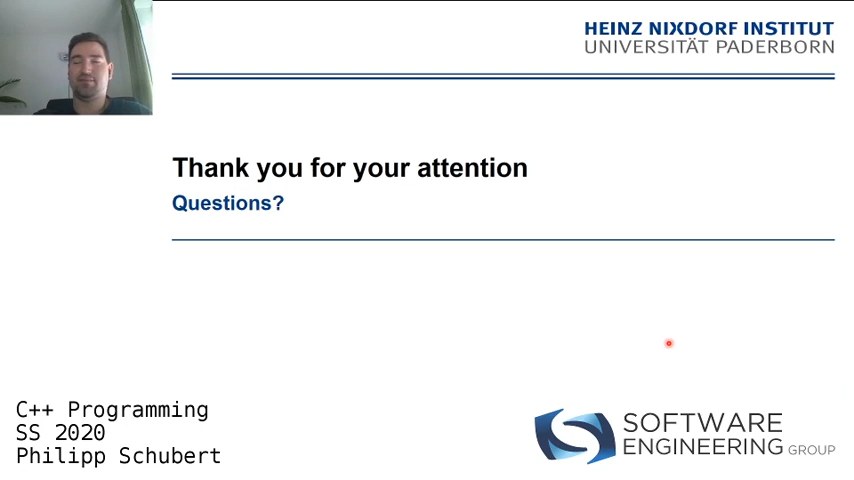 HEINZ NIXDORF INSTITUT
UNIVERSITÄT PADERBORN
Thank you for your attention
Questions?
C++ Programming
SS 2020
Philipp Schubert
SOFTWARE
ENGINEERING GROUP